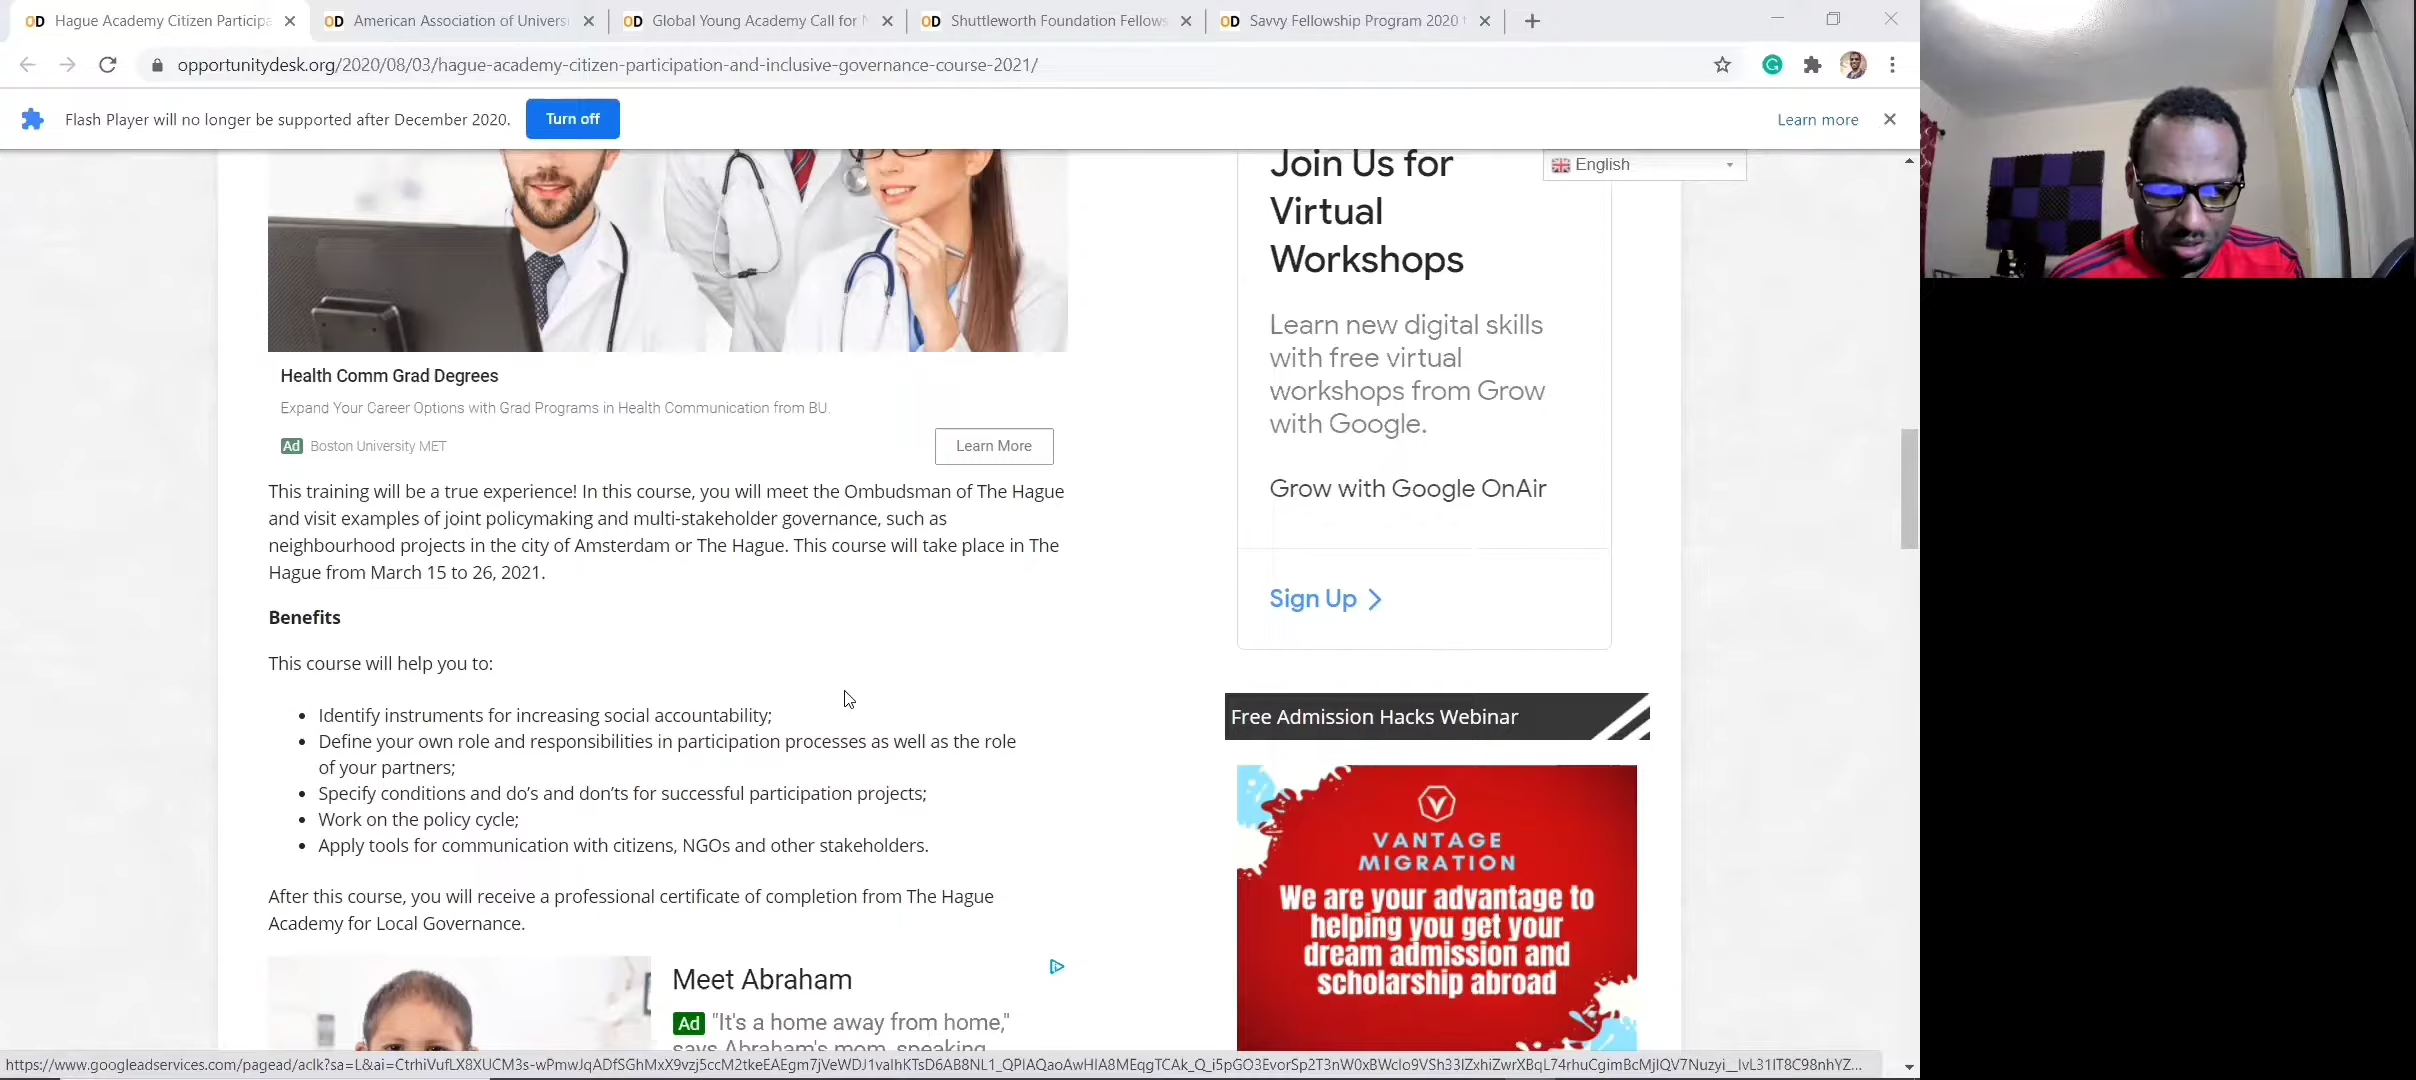 Hague Academy Citizen Participa
American Association of Univers
Global Young Academy Call for N
Shuttleworth Foundation Fellows
Savvy Fellowship Program 2020 f
opportunitydesk.org/2020/08/03/hague-academy-citizen-participation-and-inclusive-governance-course-2021/
Flash Player will no longer be supported after December 2020.
Turn off
Learn more
English
Health Comm Grad Degrees
Expand Your Career Options with Grad Programs in Health Communication from BU.
Ad Boston University MET
Learn More
This training will be a true experience! In this course, you will meet the Ombudsman of The Hague
and visit examples of joint policymaking and multi-stakeholder governance, such as
neighbourhood projects in the city of Amsterdam or The Hague. This course will take place in The
Hague from March 15 to 26, 2021.
Benefits
This course will help you to:
• Identify instruments for increasing social accountability;
• Define your own role and responsibilities in participation processes as well as the role
of your partners;
• Specify conditions and do's and don'ts for successful participation projects;
• Work on the policy cycle;
• Apply tools for communication with citizens, NGOs and other stakeholders.
After this course, you will receive a professional certificate of completion from The Hague
Academy for Local Governance.
Meet Abraham
Ad "It's a home away from home,"
says Abraham's mom, speaking
Join Us for
Virtual
Workshops
Learn new digital skills
with free virtual
workshops from Grow
with Google.
Grow with Google OnAir
Sign Up
Free Admission Hacks Webinar
VANTAGE
MIGRATION
We are your advantage to
helping you get your
dream admission and
scholarship abroad